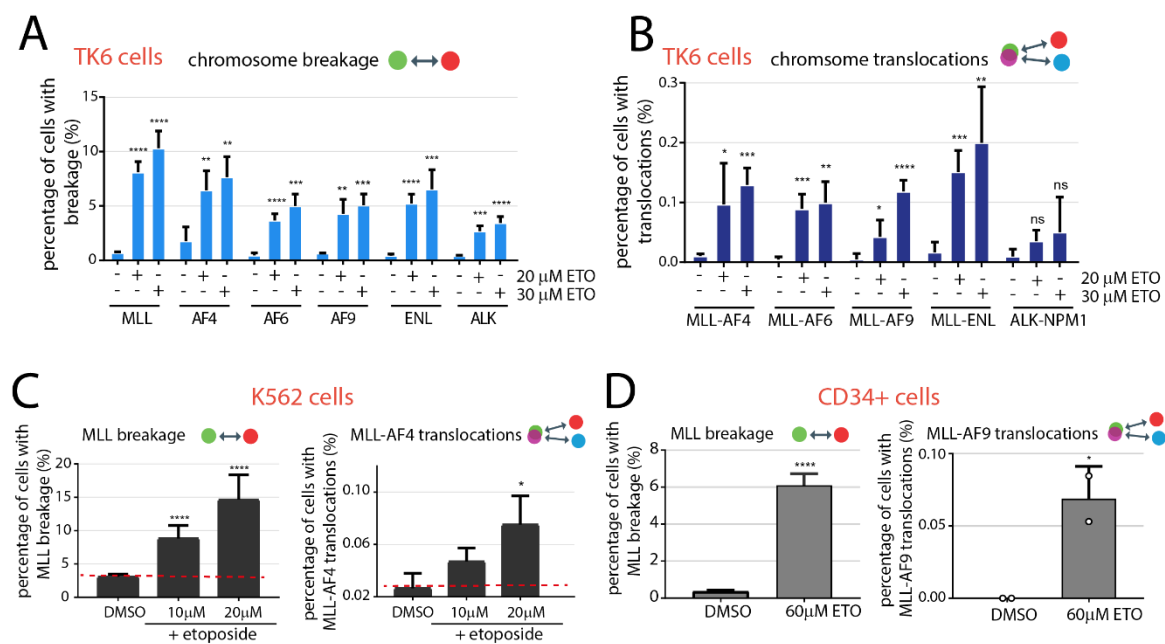 A
TK6 cells
chromosome breakage
percentage of cells with
breakage (%)
15
10
5
0
**** **** ** ** **** *** ** *** **** *** *** ****
- + - - + - - + - - + - - + - - + - 20 μM ETO
- - + - - + - - + - - + - - + - - + 30 μM ETO
MLL AF4 AF6 AF9 ENL ALK
B
TK6 cells
chromsome translocations
percentage of cells with
translocations (%)
0.3
0.2
0.1
0.0
* *** *** ** * **** *** ** ns ns
- + - - + - - + - - + - - + - 20 μM ETO
- - + - - + - - + - - + - - + 30 μM ETO
MLL-AF4 MLL-AF6 MLL-AF9 MLL-ENL ALK-NPM1
C
K562 cells
MLL breakage
percentage of cells with
MLL breakage (%)
20
15
10
5
0
**** ****
DMSO 10μM 20μM
+ etoposide
MLL-AF4 translocations
percentage of cells with
MLL-AF4 translocations (%)
0.10
0.06
0.02
*
DMSO 10μM 20μM
+ etoposide
D
CD34+ cells
MLL breakage
percentage of cells with
MLL breakage (%)
8
6
4
2
0
****
DMSO 60μM ETO
MLL-AF9 translocations
percentage of cells with
MLL-AF9 translocations (%)
0.10
0.05
0.00
*
DMSO 60μM ETO